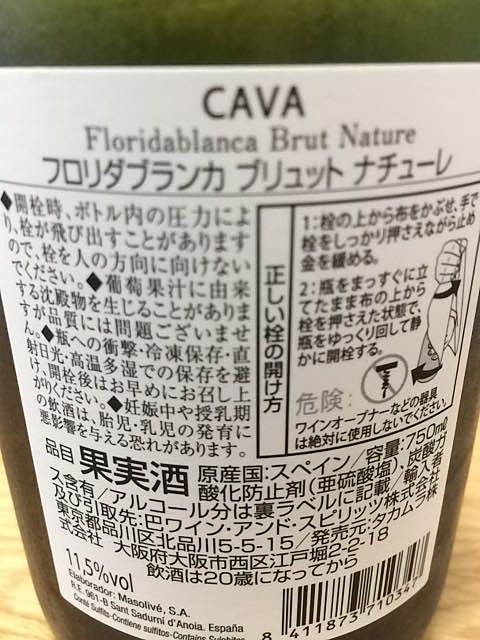 CAVA
Floridablanca Brut Nature
フロリダブランカ ブリュット ナチューレ
◆開栓時、ボトル内の圧力によ
り、栓が飛び出すことがあります
ので、栓を人の方向に向けない
でください。◆葡萄果汁に由来
する沈殿物を生じることがありま
すが品質には問題ございませ
ん。◆瓶への衝撃・冷凍保存・直
射日光・高温多湿での保存を避
け、開栓後はお早めにお召し上
がりください。◆妊娠中や授乳期
の飲酒は、胎児・乳児の発育に
悪影響を与える恐れがあります。
正しい栓の開け方
1:栓の上から布をかぶせ、手で
栓をしっかり押さえながら止め
金を緩める。
2:瓶をまっすぐに立
てたまま布の上から
栓を押さえた状態で、
瓶をゆっくり回して静
かに開栓する。
危険:
ワインオープナーなどの器具
は絶対に使用しないでください。
品目 果実酒 原産国:スペイン/容量:750ml
酸化防止剤(亜硫酸塩)、炭酸ガ
ス含有/アルコール分は裏ラベルに記載/輸入者
及び引取先:巴ワイン・アンド・スピリッツ株式会社
東京都品川区北品川5-5-15/発売元:タカムラ株
式会社 大阪府大阪市西区江戸堀2-2-18
飲酒は20歳になってから
11,5%vol
Elaborador: Masolivé, S.A.
R.E. 961-B Sant Sadurní d'Anoia. España
Conté Sulfits-Contiene sulfitos-Contains Sulphites
8 411873 710347